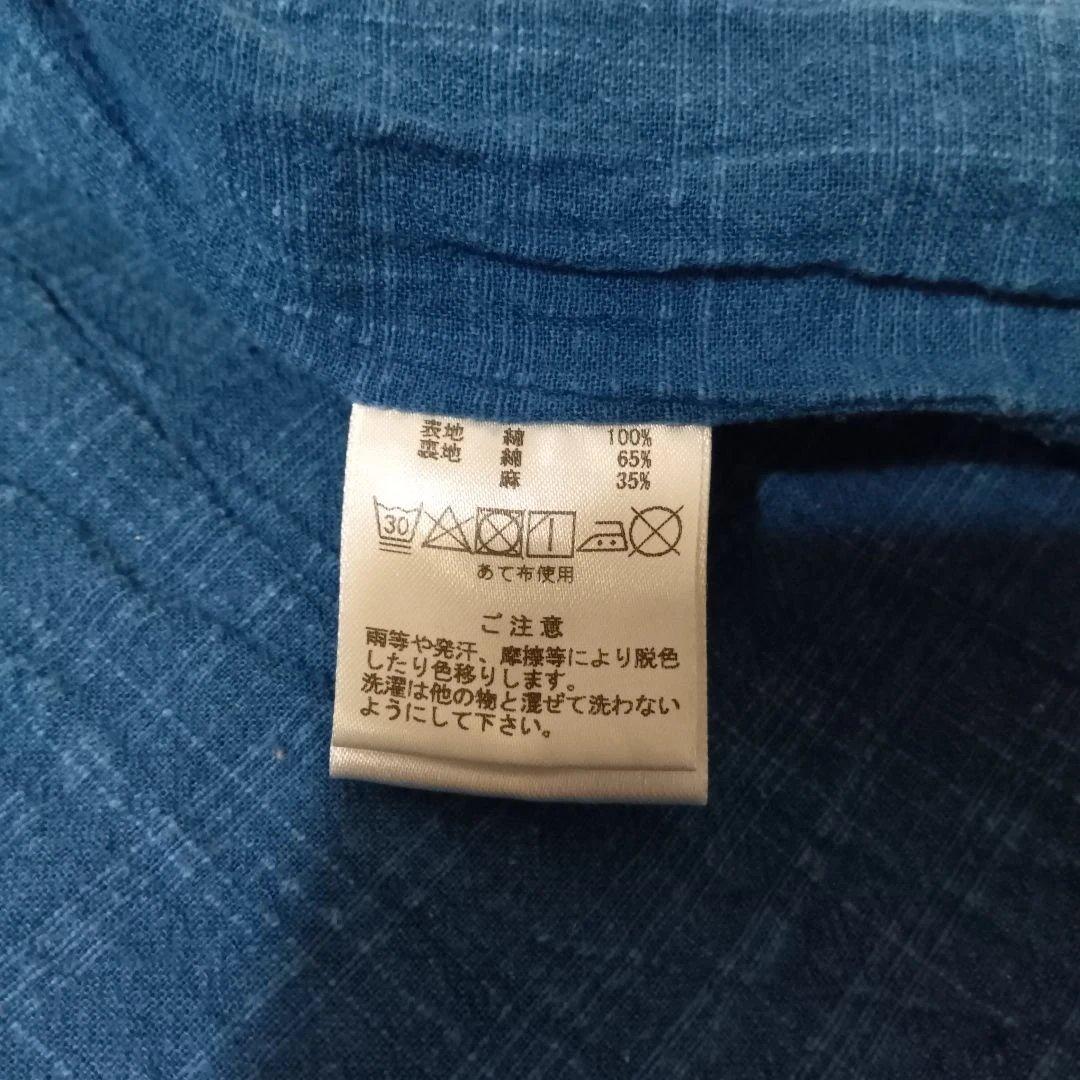 表地 綿 100%
裏地 綿 65%
麻 35%
30
あて布使用
ご注意
雨等や発汗、摩擦等により脱色
したり色移りします。
洗濯は他の物と混ぜて洗わない
ようにして下さい。